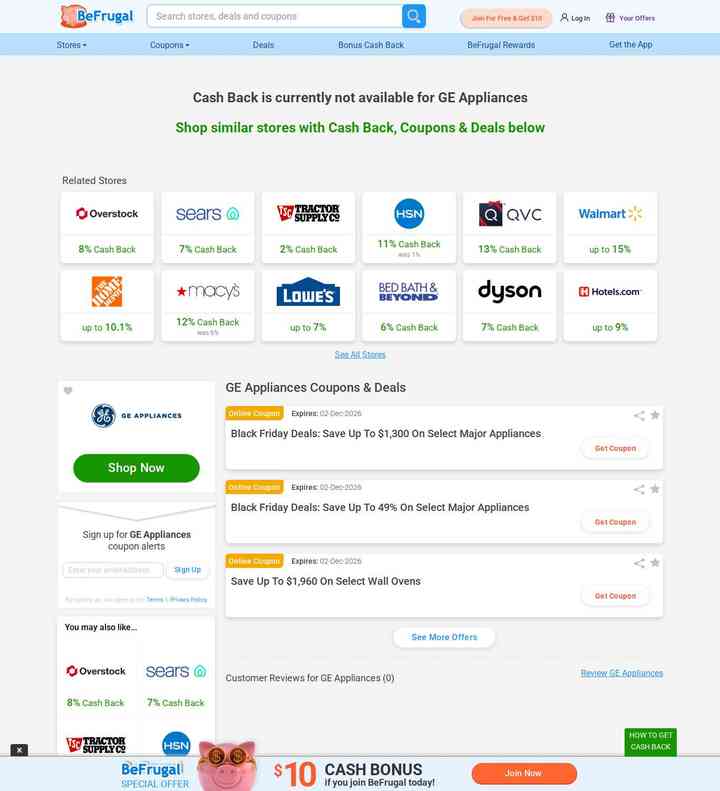 BeFrugal
Search stores, deals and coupons
Join For Free & Get $10
Log In
Your Offers
Stores
Coupons
Deals
Bonus Cash Back
BeFrugal Rewards
Get the App
Cash Back is currently not available for GE Appliances
Shop similar stores with Cash Back, Coupons & Deals below
Related Stores
Overstock
sears
TSC TRACTOR SUPPLY CO
HSN
QVC
Walmart
8% Cash Back
7% Cash Back
2% Cash Back
11% Cash Back
was 1%
13% Cash Back
up to 15%
THE HOME DEPOT
macy's
LOWE'S
BED BATH & BEYOND
dyson
Hotels.com
up to 10.1%
12% Cash Back
was 5%
up to 7%
6% Cash Back
7% Cash Back
up to 9%
See All Stores
GE APPLIANCES
Shop Now
Sign up for GE Appliances
coupon alerts
Enter your email address
Sign Up
By signing up, you agree to the Terms & Privacy Policy
You may also like...
Overstock
sears
8% Cash Back
7% Cash Back
TSC TRACTOR SUPPLY CO
HSN
GE Appliances Coupons & Deals
Online Coupon
Expires: 02-Dec-2026
Black Friday Deals: Save Up To $1,300 On Select Major Appliances
Get Coupon
Online Coupon
Expires: 02-Dec-2026
Black Friday Deals: Save Up To 49% On Select Major Appliances
Get Coupon
Online Coupon
Expires: 02-Dec-2026
Save Up To $1,960 On Select Wall Ovens
Get Coupon
See More Offers
Customer Reviews for GE Appliances (0)
Review GE Appliances
HOW TO GET
CASH BACK
x
BeFrugal
SPECIAL OFFER
$10
CASH BONUS
if you join BeFrugal today!
Join Now